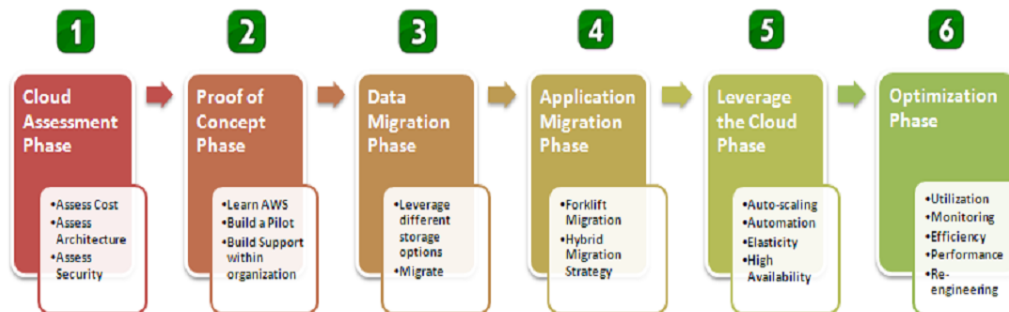 1
2
3
4
5
6
Cloud
Assessment
Phase
•Assess Cost
•Assess
Architecture
•Assess
Security
Proof of
Concept
Phase
•Learn AWS
•Build a Pilot
•Build Support
within
organization
Data
Migration
Phase
•Leverage
different
storage
options
•Migrate
Application
Migration
Phase
•Forklift
Migration
•Hybrid
Migration
Strategy
Leverage
the Cloud
Phase
•Auto-scaling
•Automation
•Elasticity
•High
Availability
Optimization
Phase
•Utilization
•Monitoring
•Efficiency
•Performance
•Re-
engineering